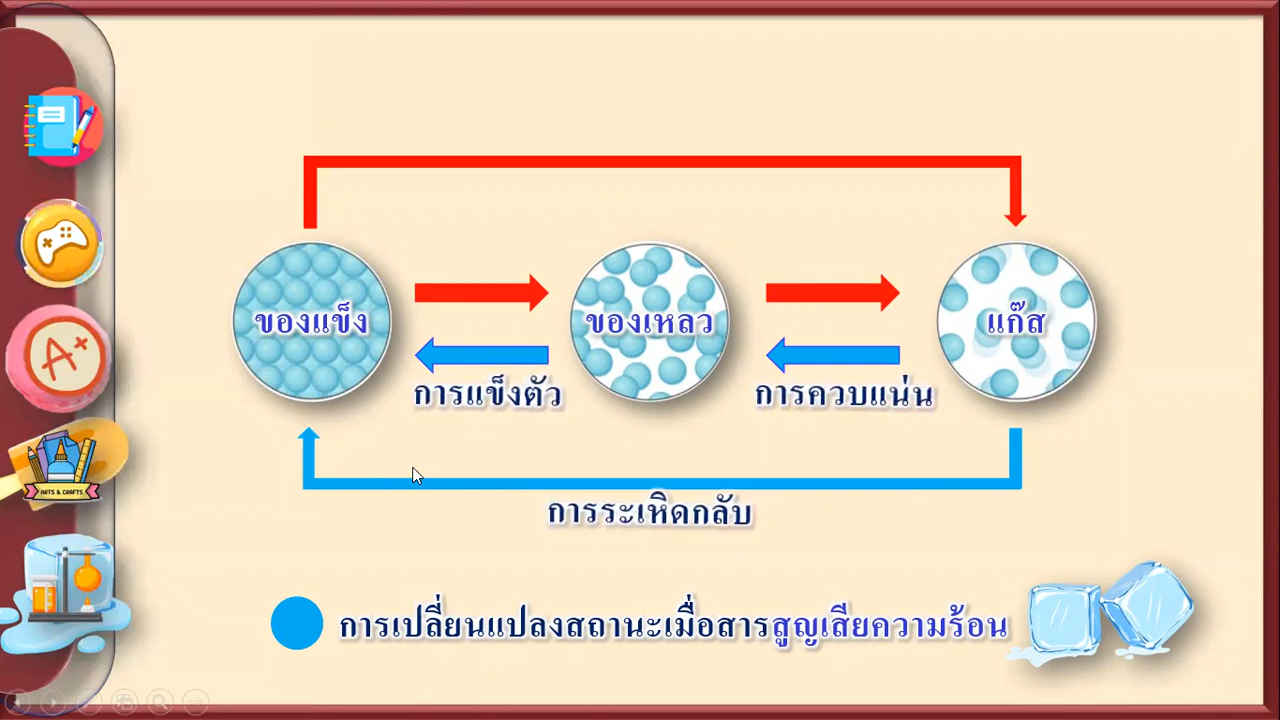 ของแข็ง
ของเหลว
แก๊ส
การแข็งตัว
การควบแน่น
การระเหิดกลับ
การเปลี่ยนแปลงสถานะเมื่อสารสูญเสียความร้อน
A+
ARTS & CRAFTS